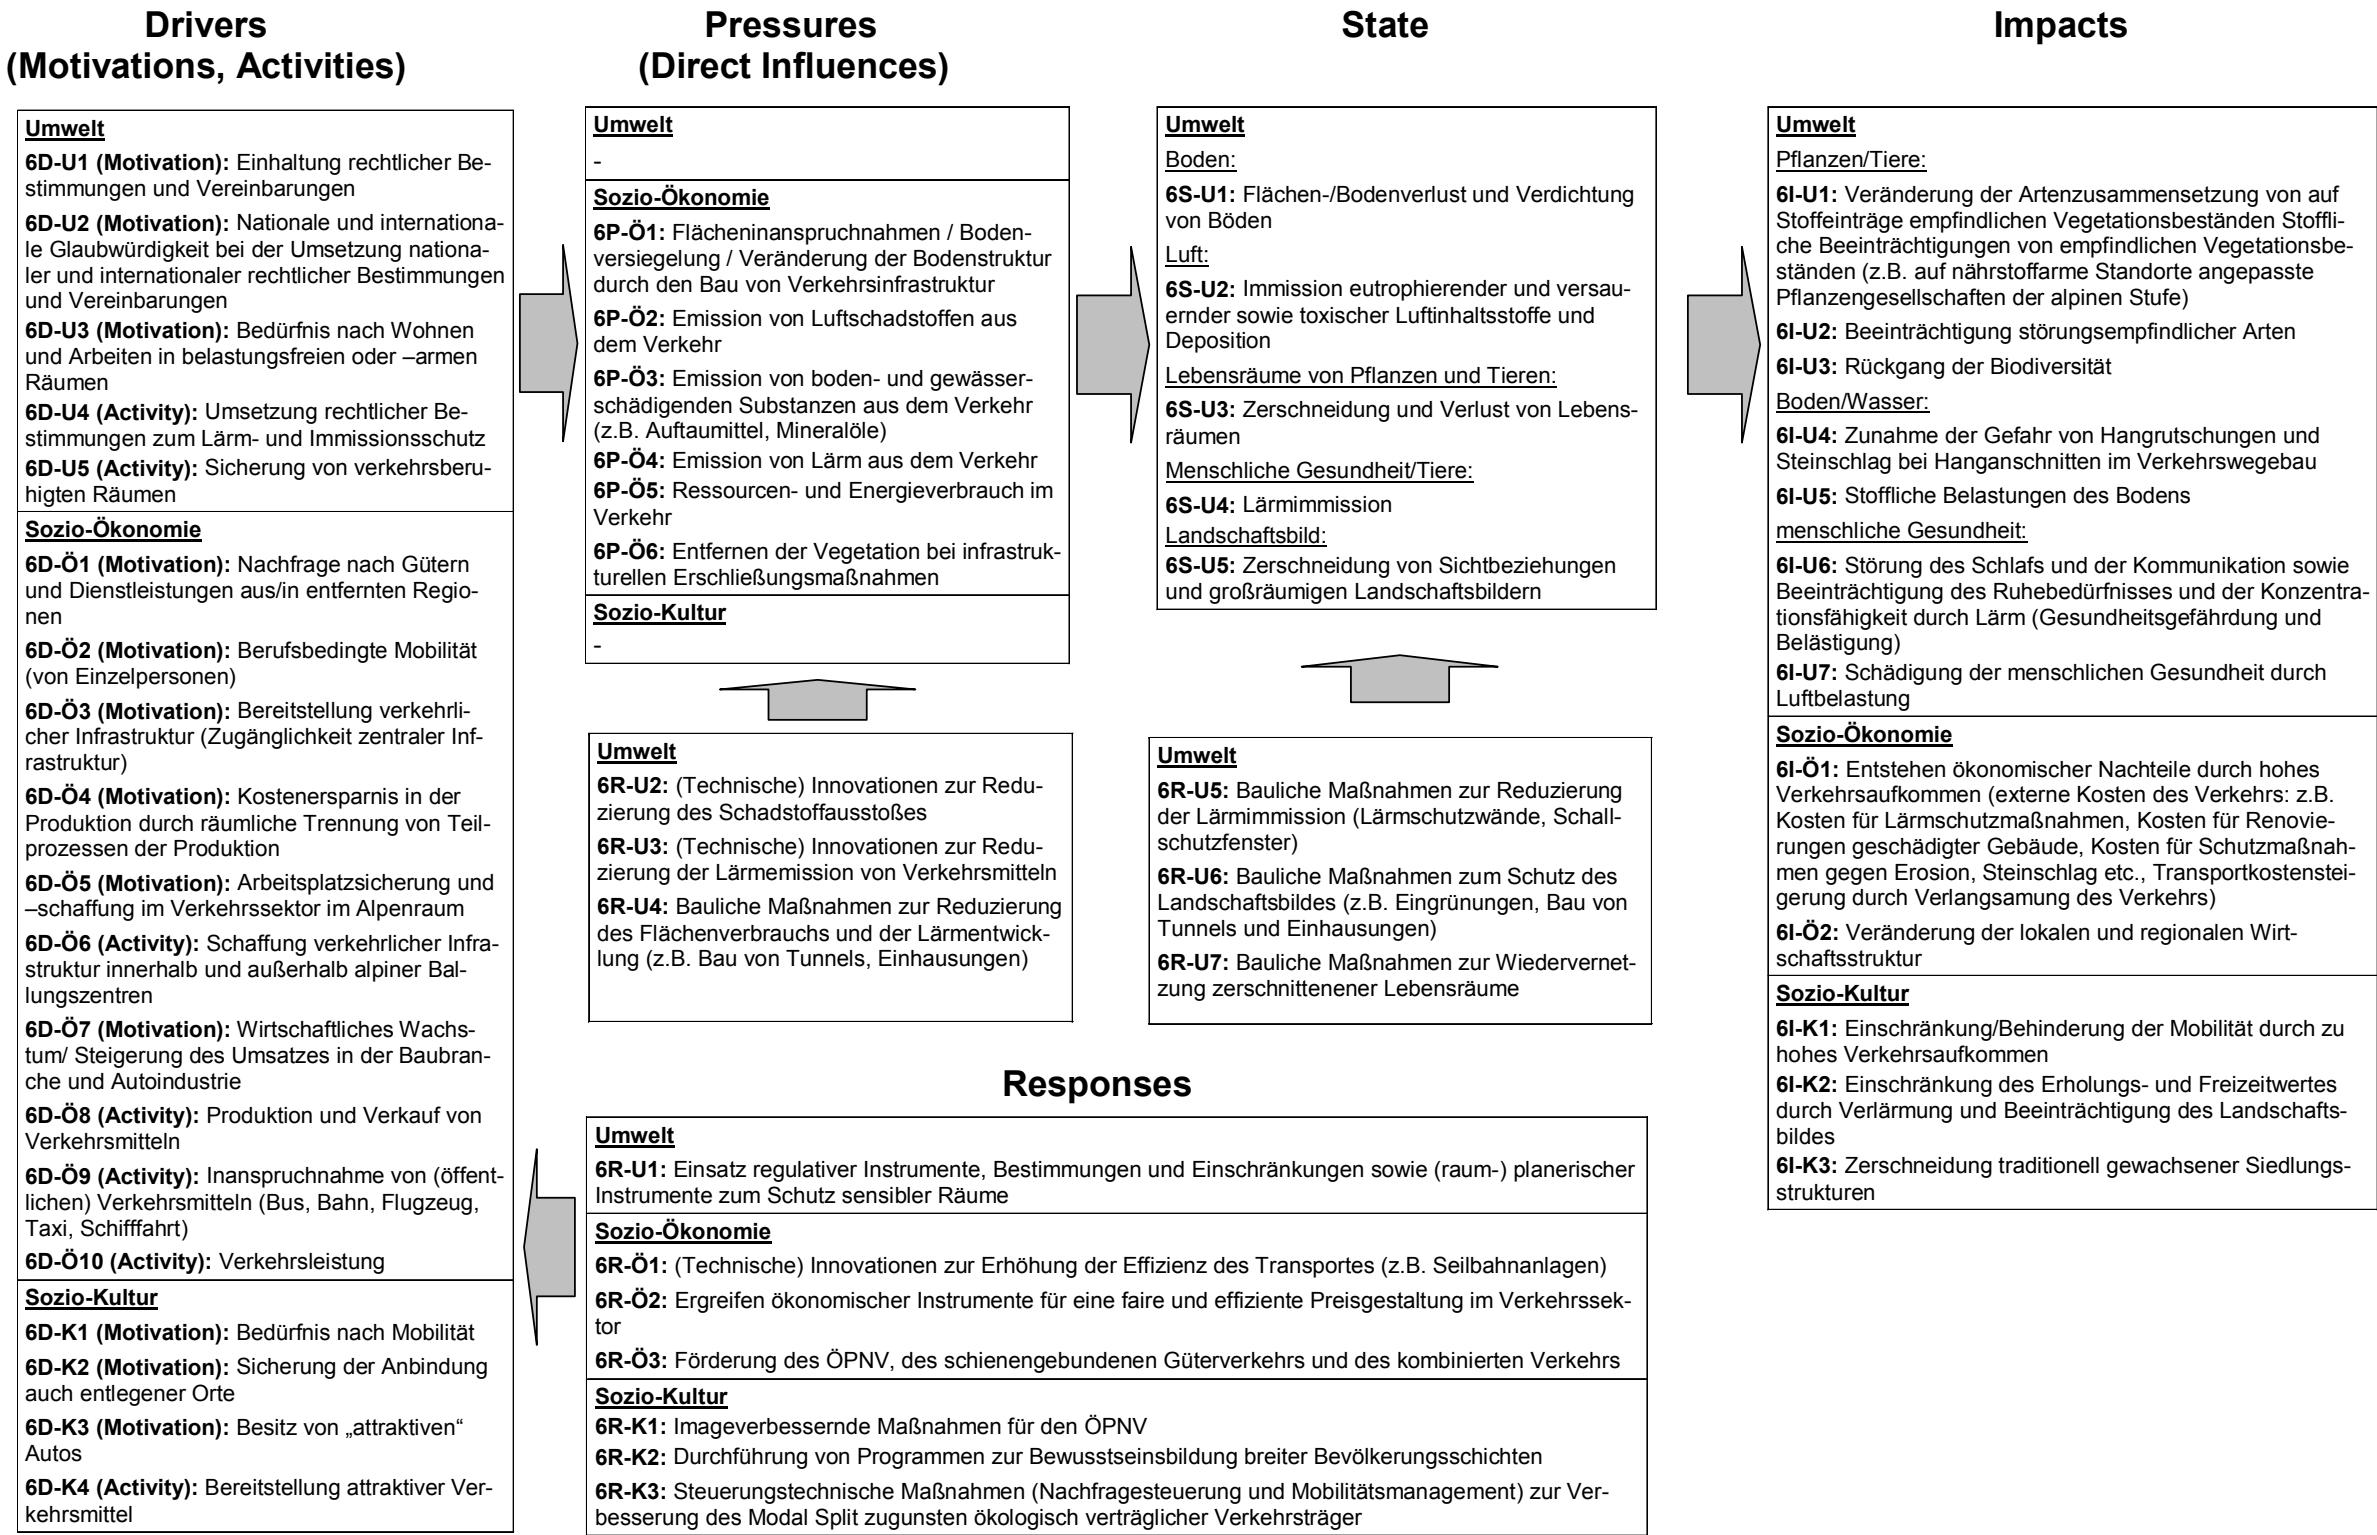 Drivers
(Motivations, Activities)
Umwelt
6D-U1 (Motivation): Einhaltung rechtlicher Be-
stimmungen und Vereinbarungen
6D-U2 (Motivation): Nationale und internationa-
le Glaubwürdigkeit bei der Umsetzung nationa-
ler und internationaler rechtlicher Bestimmungen
und Vereinbarungen
6D-U3 (Motivation): Bedürfnis nach Wohnen
und Arbeiten in belastungsfreien oder –armen
Räumen
6D-U4 (Activity): Umsetzung rechtlicher Be-
stimmungen zum Lärm- und Immissionsschutz
6D-U5 (Activity): Sicherung von verkehrsberu-
higten Räumen
Sozio-Ökonomie
6D-Ö1 (Motivation): Nachfrage nach Gütern
und Dienstleistungen aus/in entfernten Regio-
nen
6D-Ö2 (Motivation): Berufsbedingte Mobilität
(von Einzelpersonen)
6D-Ö3 (Motivation): Bereitstellung verkehrli-
cher Infrastruktur (Zugänglichkeit zentraler Inf-
rastruktur)
6D-Ö4 (Motivation): Kostenersparnis in der
Produktion durch räumliche Trennung von Teil-
prozessen der Produktion
6D-Ö5 (Motivation): Arbeitsplatzsicherung und
–schaffung im Verkehrssektor im Alpenraum
6D-Ö6 (Activity): Schaffung verkehrlicher Infra-
struktur innerhalb und außerhalb alpiner Bal-
lungszentren
6D-Ö7 (Motivation): Wirtschaftliches Wachs-
tum/ Steigerung des Umsatzes in der Baubran-
che und Autoindustrie
6D-Ö8 (Activity): Produktion und Verkauf von
Verkehrsmitteln
6D-Ö9 (Activity): Inanspruchnahme von (öffent-
lichen) Verkehrsmitteln (Bus, Bahn, Flugzeug,
Taxi, Schifffahrt)
6D-Ö10 (Activity): Verkehrsleistung
Sozio-Kultur
6D-K1 (Motivation): Bedürfnis nach Mobilität
6D-K2 (Motivation): Sicherung der Anbindung
auch entlegener Orte
6D-K3 (Motivation): Besitz von „attraktiven“
Autos
6D-K4 (Activity): Bereitstellung attraktiver Ver-
kehrsmittel
Pressures
(Direct Influences)
Umwelt
-
Sozio-Ökonomie
6P-Ö1: Flächeninanspruchnahmen / Boden-
versiegelung / Veränderung der Bodenstruktur
durch den Bau von Verkehrsinfrastruktur
6P-Ö2: Emission von Luftschadstoffen aus
dem Verkehr
6P-Ö3: Emission von boden- und gewässer-
schädigenden Substanzen aus dem Verkehr
(z.B. Auftaumittel, Mineralöle)
6P-Ö4: Emission von Lärm aus dem Verkehr
6P-Ö5: Ressourcen- und Energieverbrauch im
Verkehr
6P-Ö6: Entfernen der Vegetation bei infrastruk-
turellen Erschließungsmaßnahmen
Sozio-Kultur
-
Umwelt
6R-U2: (Technische) Innovationen zur Redu-
zierung des Schadstoffausstoßes
6R-U3: (Technische) Innovationen zur Redu-
zierung der Lärmemission von Verkehrsmitteln
6R-U4: Bauliche Maßnahmen zur Reduzierung
des Flächenverbrauchs und der Lärmentwick-
lung (z.B. Bau von Tunnels, Einhausungen)
State
Umwelt
Boden:
6S-U1: Flächen-/Bodenverlust und Verdichtung
von Böden
Luft:
6S-U2: Immission eutrophierender und versau-
ernder sowie toxischer Luftinhaltsstoffe und
Deposition
Lebensräume von Pflanzen und Tieren:
6S-U3: Zerschneidung und Verlust von Lebens-
räumen
Menschliche Gesundheit/Tiere:
6S-U4: Lärmimmission
Landschaftsbild:
6S-U5: Zerschneidung von Sichtbeziehungen
und großräumigen Landschaftsbildern
Umwelt
6R-U5: Bauliche Maßnahmen zur Reduzierung
der Lärmimmission (Lärmschutzwände, Schall-
schutzfenster)
6R-U6: Bauliche Maßnahmen zum Schutz des
Landschaftsbildes (z.B. Eingrünungen, Bau von
Tunnels und Einhausungen)
6R-U7: Bauliche Maßnahmen zur Wiedervernet-
zung zerschnittenener Lebensräume
Impacts
Umwelt
Pflanzen/Tiere:
6I-U1: Veränderung der Artenzusammensetzung von auf
Stoffeinträge empfindlichen Vegetationsbeständen Stoffli-
che Beeinträchtigungen von empfindlichen Vegetationsbe-
ständen (z.B. auf nährstoffarme Standorte angepasste
Pflanzengesellschaften der alpinen Stufe)
6I-U2: Beeinträchtigung störungsempfindlicher Arten
6I-U3: Rückgang der Biodiversität
Boden/Wasser:
6I-U4: Zunahme der Gefahr von Hangrutschungen und
Steinschlag bei Hanganschnitten im Verkehrswegebau
6I-U5: Stoffliche Belastungen des Bodens
menschliche Gesundheit:
6I-U6: Störung des Schlafs und der Kommunikation sowie
Beeinträchtigung des Ruhebedürfnisses und der Konzentra-
tionsfähigkeit durch Lärm (Gesundheitsgefährdung und
Belästigung)
6I-U7: Schädigung der menschlichen Gesundheit durch
Luftbelastung
Sozio-Ökonomie
6I-Ö1: Entstehen ökonomischer Nachteile durch hohes
Verkehrsaufkommen (externe Kosten des Verkehrs: z.B.
Kosten für Lärmschutzmaßnahmen, Kosten für Renovie-
rungen geschädigter Gebäude, Kosten für Schutzmaßnah-
men gegen Erosion, Steinschlag etc., Transportkostenstei-
gerung durch Verlangsamung des Verkehrs)
6I-Ö2: Veränderung der lokalen und regionalen Wirt-
schaftsstruktur
Sozio-Kultur
6I-K1: Einschränkung/Behinderung der Mobilität durch zu
hohes Verkehrsaufkommen
6I-K2: Einschränkung des Erholungs- und Freizeitwertes
durch Verlärmung und Beeinträchtigung des Landschafts-
bildes
6I-K3: Zerschneidung traditionell gewachsener Siedlungs-
strukturen
Responses
Umwelt
6R-U1: Einsatz regulativer Instrumente, Bestimmungen und Einschränkungen sowie (raum-) planerischer
Instrumente zum Schutz sensibler Räume
Sozio-Ökonomie
6R-Ö1: (Technische) Innovationen zur Erhöhung der Effizienz des Transportes (z.B. Seilbahnanlagen)
6R-Ö2: Ergreifen ökonomischer Instrumente für eine faire und effiziente Preisgestaltung im Verkehrssek-
tor
6R-Ö3: Förderung des ÖPNV, des schienengebundenen Güterverkehrs und des kombinierten Verkehrs
Sozio-Kultur
6R-K1: Imageverbessernde Maßnahmen für den ÖPNV
6R-K2: Durchführung von Programmen zur Bewusstseinsbildung breiter Bevölkerungsschichten
6R-K3: Steuerungstechnische Maßnahmen (Nachfragesteuerung und Mobilitätsmanagement) zur Ver-
besserung des Modal Split zugunsten ökologisch verträglicher Verkehrsträger